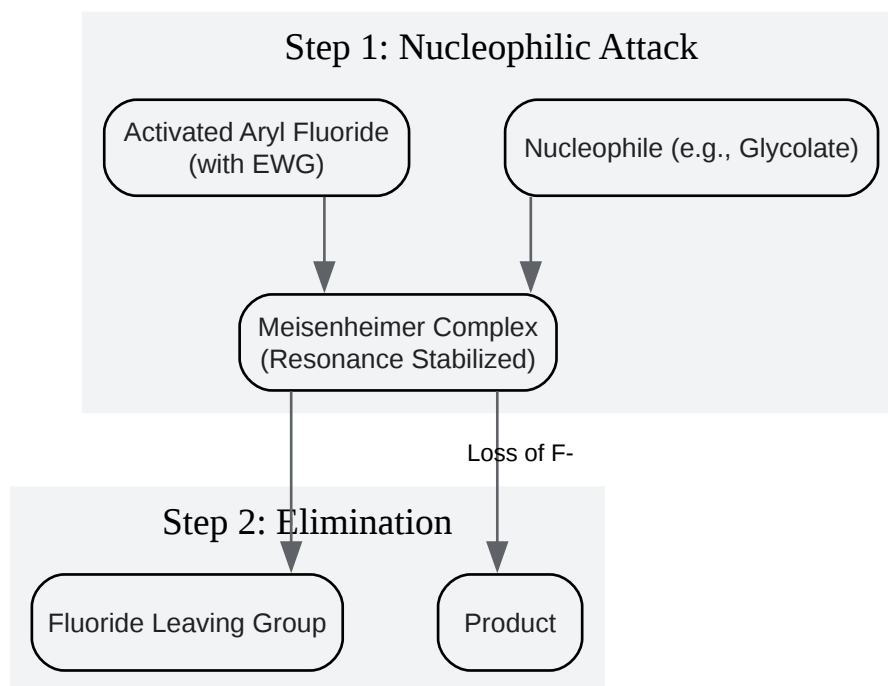 Step 1: Nucleophilic Attack
Activated Aryl Fluoride
(with EWG)
Nucleophile (e.g., Glycolate)
Meisenheimer Complex
(Resonance Stabilized)
Loss of F-
Step 2: Elimination
Fluoride Leaving Group
Product